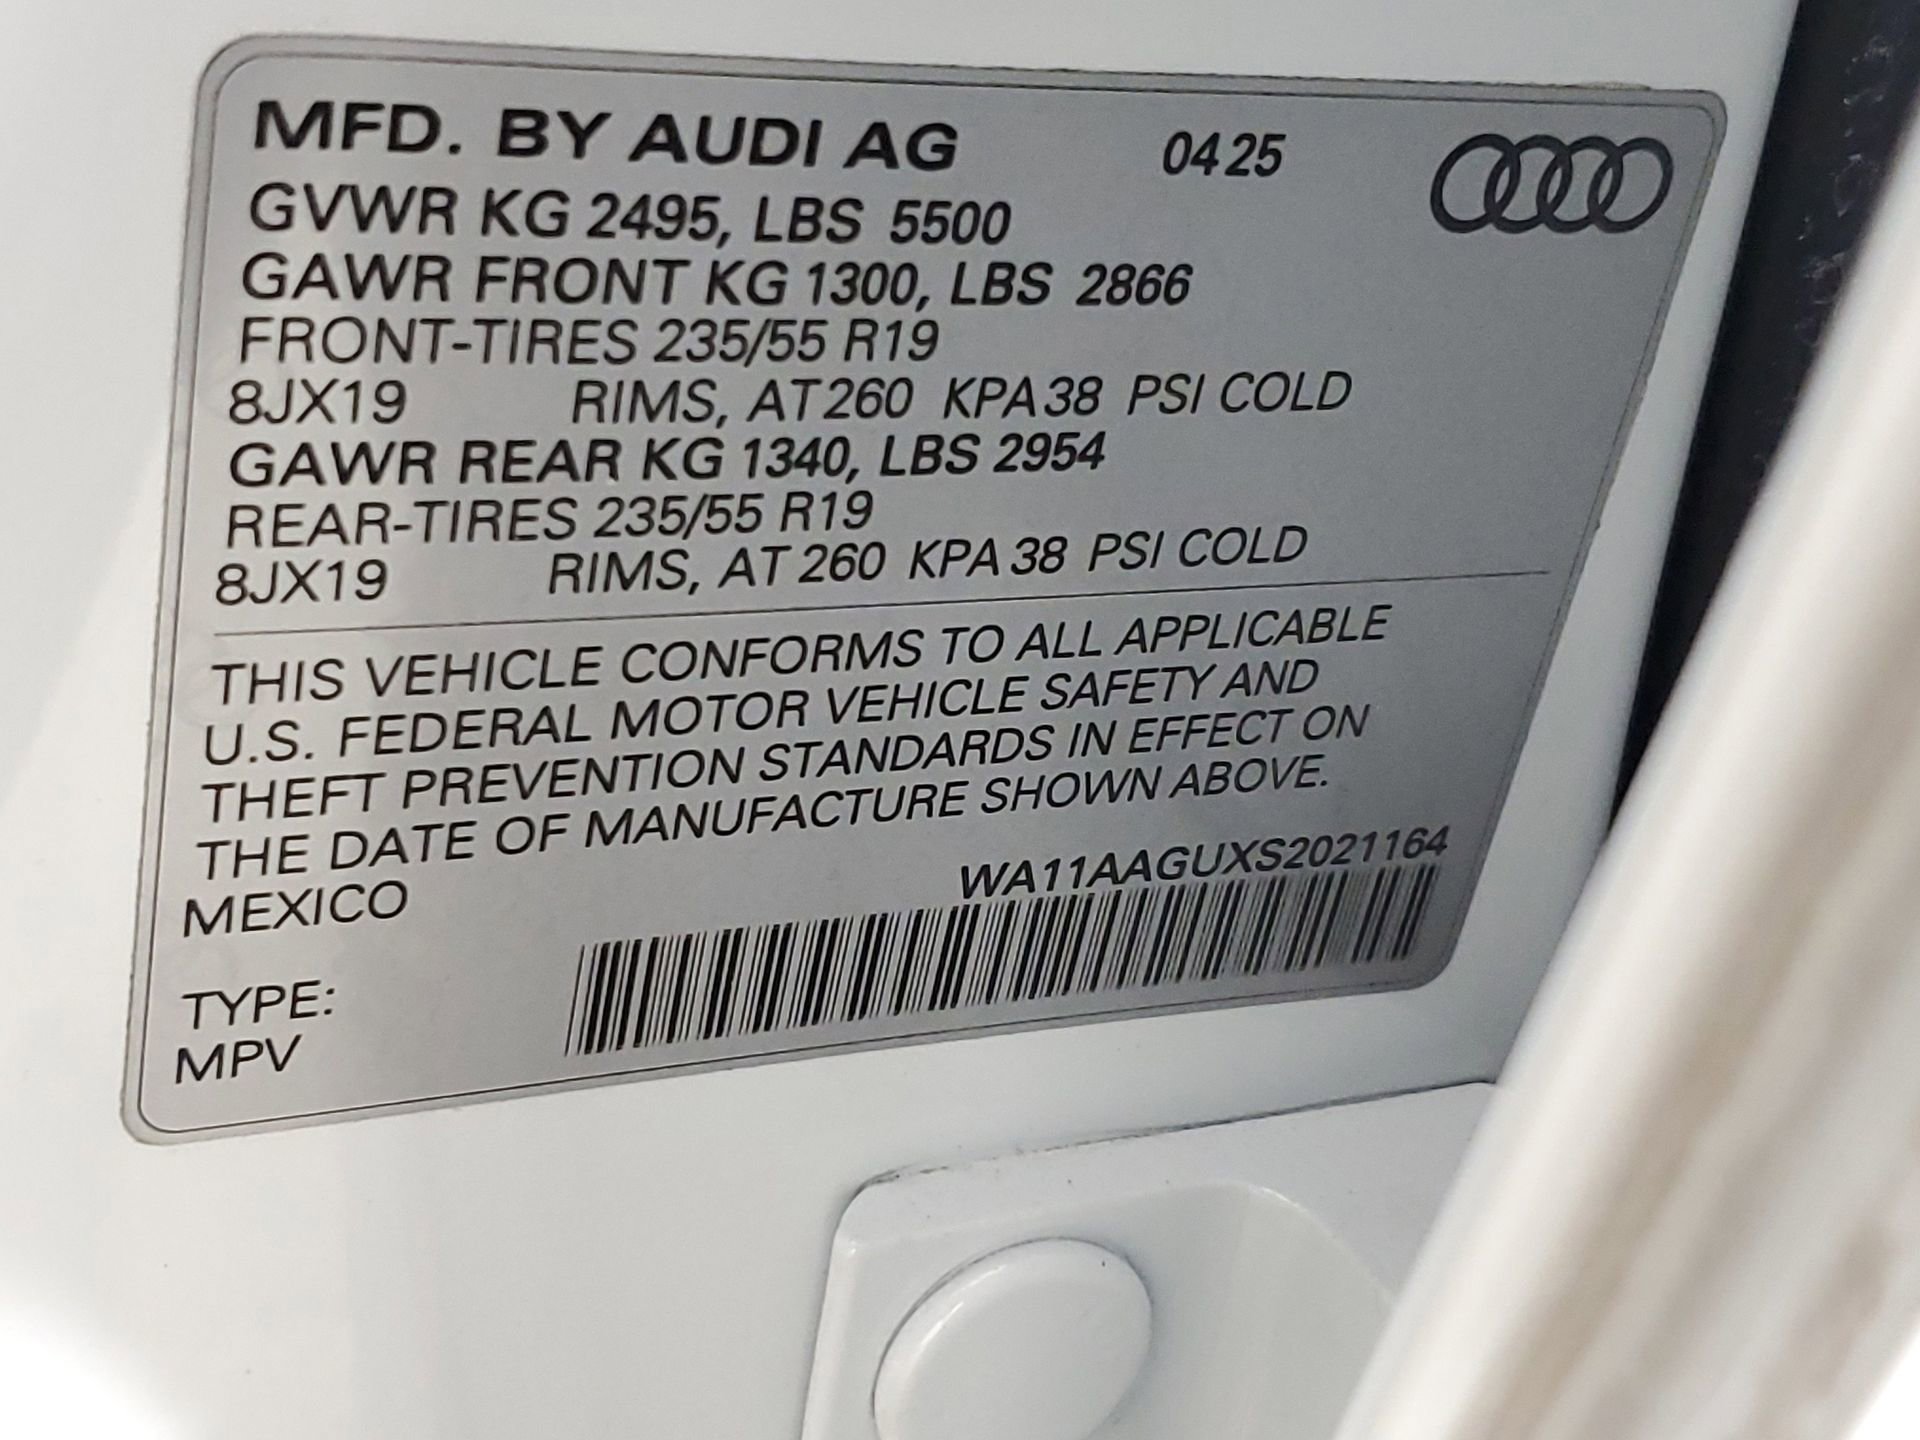 MFD. BY AUDI AG 0425
GVWR KG 2495, LBS 5500
GAWR FRONT KG 1300, LBS 2866
FRONT-TIRES 235/55 R19
8JX19 RIMS, AT 260 KPA 38 PSI COLD
GAWR REAR KG 1340, LBS 2954
REAR-TIRES 235/55 R19
8JX19 RIMS, AT 260 KPA 38 PSI COLD
THIS VEHICLE CONFORMS TO ALL APPLICABLE
U.S. FEDERAL MOTOR VEHICLE SAFETY AND
THEFT PREVENTION STANDARDS IN EFFECT ON
THE DATE OF MANUFACTURE SHOWN ABOVE.
MEXICO WA11AAGUXS2021164
TYPE:
MPV